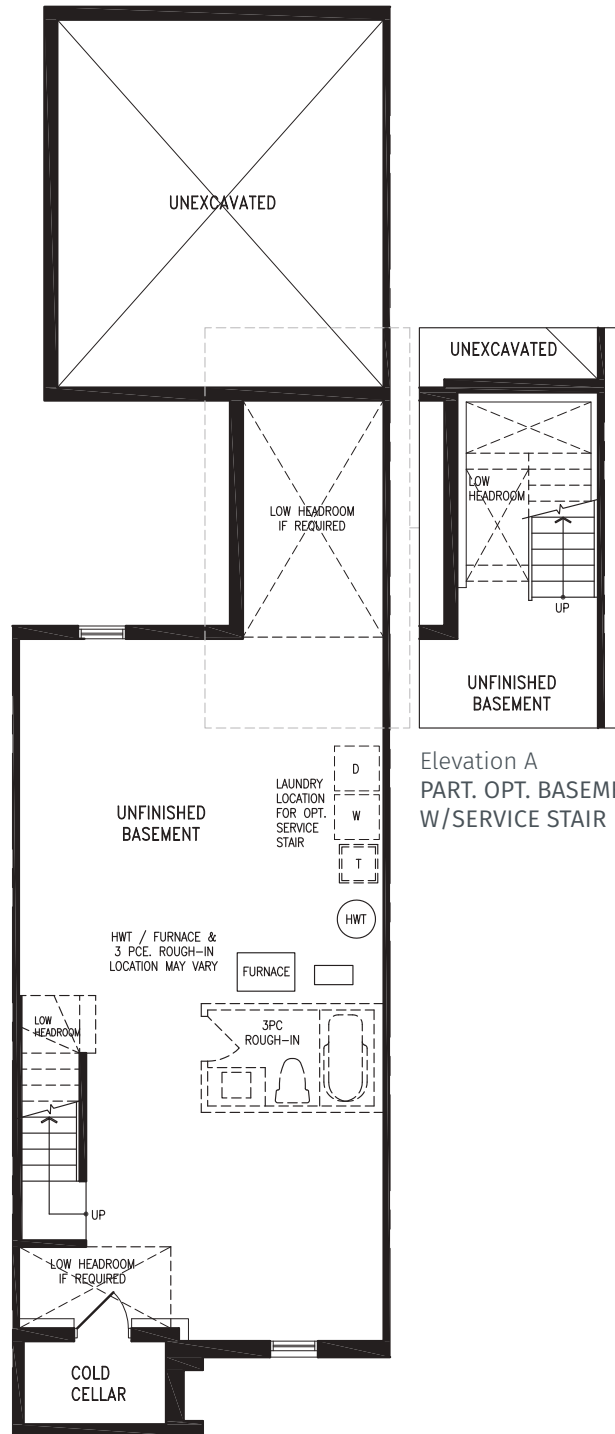 UNEXCAVATED
LOW HEADROOM
IF REQUIRED
UNFINISHED
BASEMENT
LAUNDRY
LOCATION
FOR OPT.
SERVICE
STAIR
D
W
T
HWT
HWT / FURNACE &
3 PCE. ROUGH-IN
LOCATION MAY VARY
FURNACE
3PC
ROUGH-IN
LOW
HEADROOM
UP
LOW HEADROOM
IF REQUIRED
COLD
CELLAR
UNEXCAVATED
LOW
HEADROOM
UP
UNFINISHED
BASEMENT
Elevation A
PART. OPT. BASEM
W/SERVICE STAIR